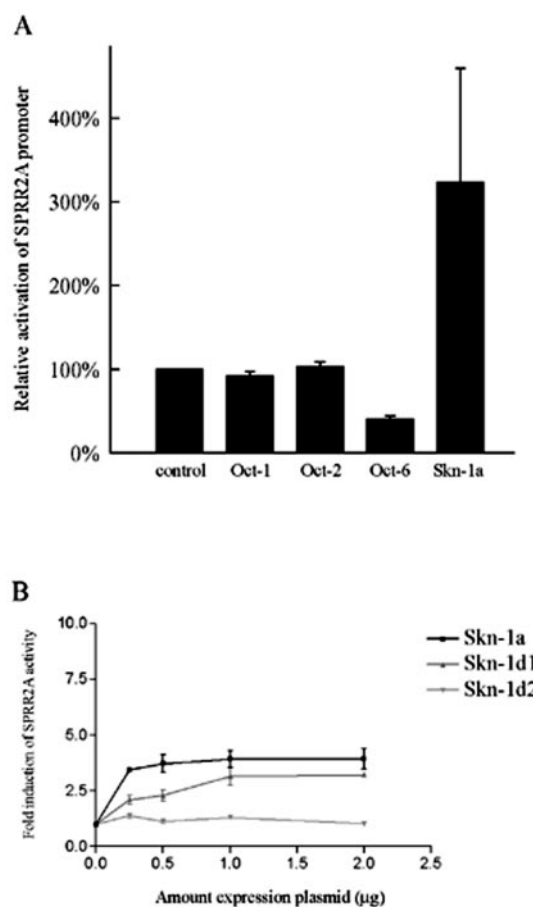 A
Relative activation of SPRR2A promoter
400%
300%
200%
100%
0%
control Oct-1 Oct-2 Oct-6 Skn-1a
B
Fold induction of SPRR2A activity
10.0
7.5
5.0
2.5
0.0
0.0 0.5 1.0 1.5 2.0 2.5
Amount expression plasmid (μg)
Skn-1a
Skn-1d1
Skn-1d2